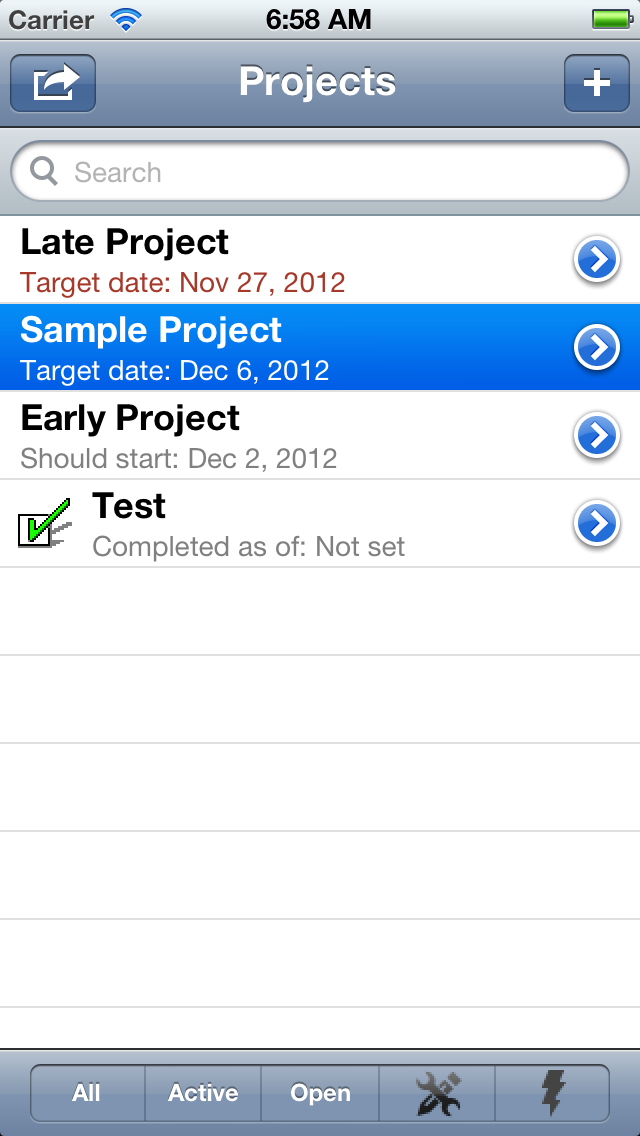 Carrier 6:58 AM
Projects
Search
Late Project
Target date: Nov 27, 2012
Sample Project
Target date: Dec 6, 2012
Early Project
Should start: Dec 2, 2012
Test
Completed as of: Not set
All Active Open